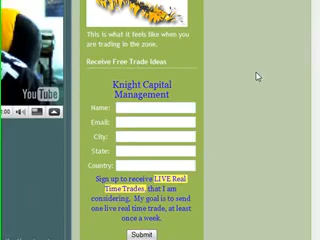 This is what it feels like when you
are trading in the zone.
Receive Free Trade Ideas
Knight Capital
Management
Name:
Email:
City:
State:
Country:
Sign up to receive LIVE Real
Time Trades, that I am
considering. My goal is to send
one live real time trade, at least
once a week.
Submit
YouTube